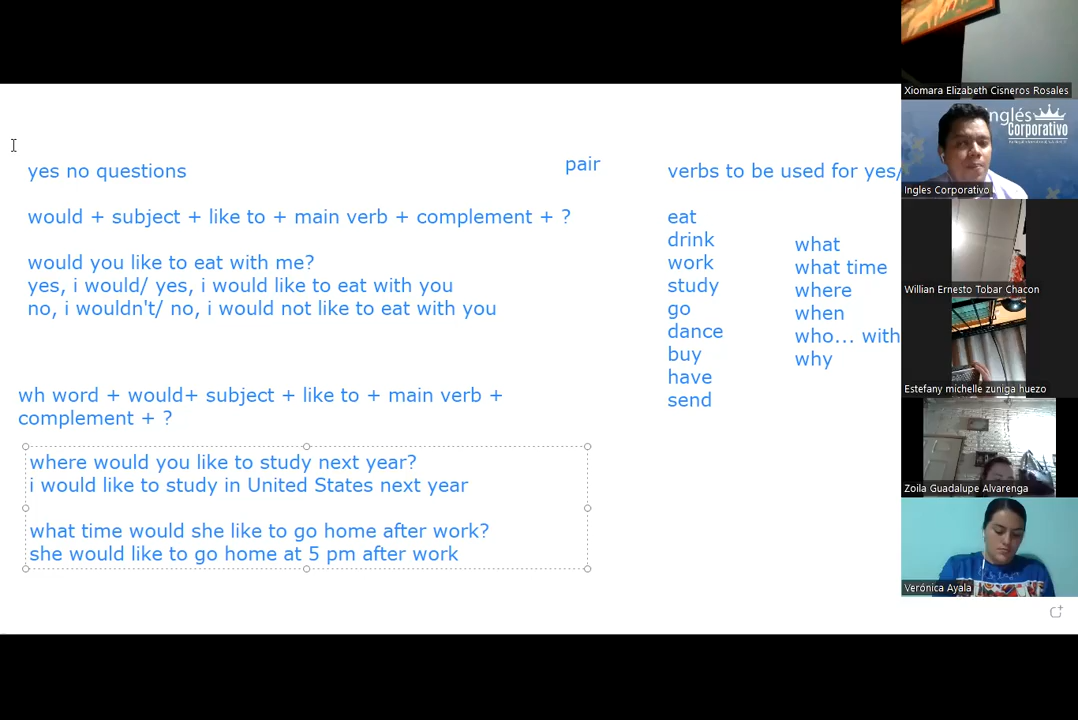 yes no questions
would + subject + like to + main verb + complement + ?
would you like to eat with me?
yes, i would/ yes, i would like to eat with you
no, i wouldn't/ no, i would not like to eat with you
wh word + would+ subject + like to + main verb +
complement + ?
where would you like to study next year?
i would like to study in United States next year
what time would she like to go home after work?
she would like to go home at 5 pm after work
pair
verbs to be used for yes/
eat
drink
work
study
go
dance
buy
have
send
what
what time
where
when
who... with
why
Xiomara Elizabeth Cisneros Rosales
nglés
Corporativo
Ingles Corporativo
Willian Ernesto Tobar Chacon
Estefany michelle zuniga huezo
Zoila Guadalupe Alvarenga
Verónica Ayala